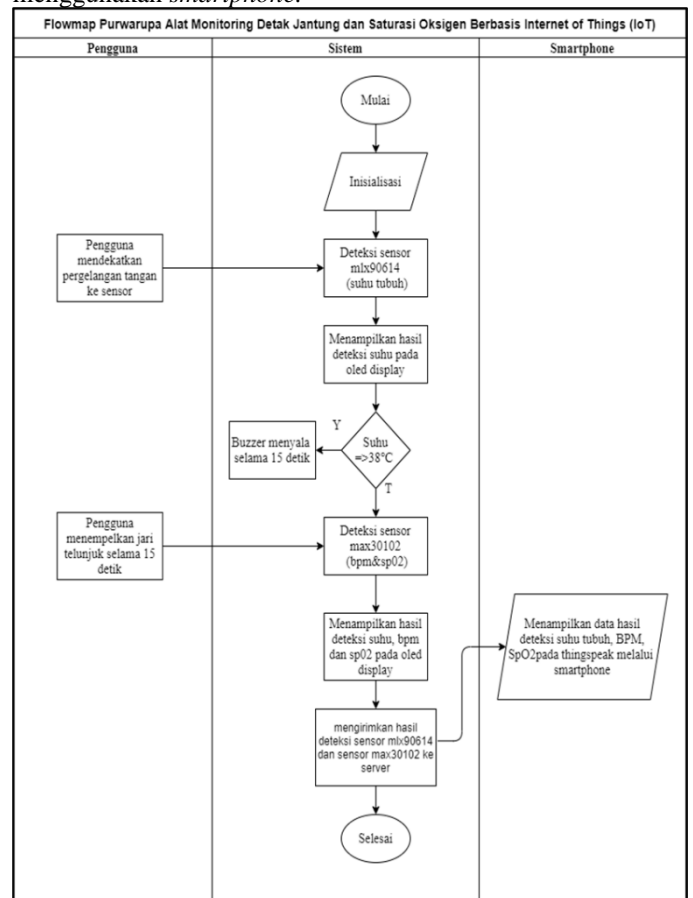 menggunakan smartphone.
Flowmap Purwarupa Alat Monitoring Detak Jantung dan Saturasi Oksigen Berbasis Internet of Things (IoT)
Pengguna
Sistem
Smartphone
Mulai
Inisialisasi
Pengguna
mendekatkan
pergelangan tangan
ke sensor
Deteksi sensor
mlx90614
(suhu tubuh)
Menampilkan hasil
deteksi suhu pada
oled display
Y
Buzzer menyala
selama 15 detik
Suhu
=>38°C
T
Pengguna
menempelkan jari
telunjuk selama 15
detik
Deteksi sensor
max30102
(bpm&sp02)
Menampilkan hasil
deteksi suhu, bpm
dan sp02 pada oled
display
Menampilkan data hasil
deteksi suhu tubuh, BPM,
SpO2pada thingspeak melalui
smartphone
mengirimkan hasil
deteksi sensor mlx90614
dan sensor max30102 ke
server
Selesai